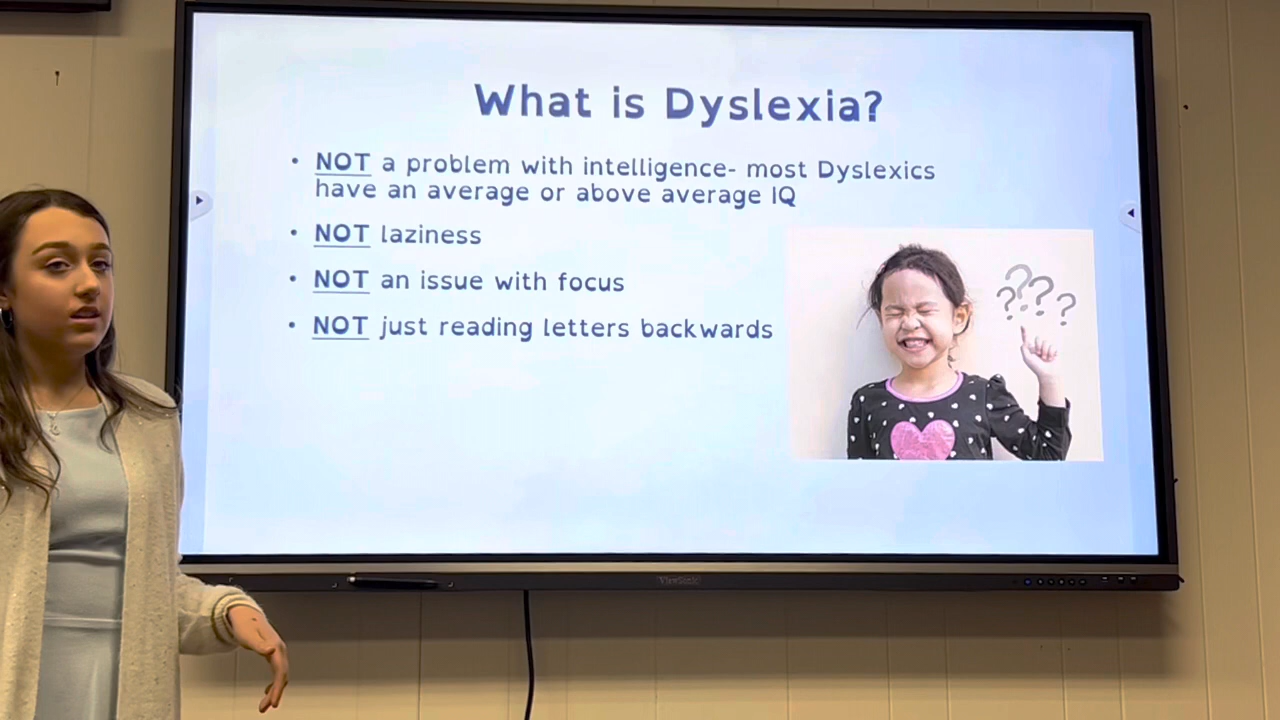 What is Dyslexia?
• NOT a problem with intelligence- most Dyslexics
have an average or above average IQ
• NOT laziness
• NOT an issue with focus
• NOT just reading letters backwards
? ? ? ?
ViewSonic